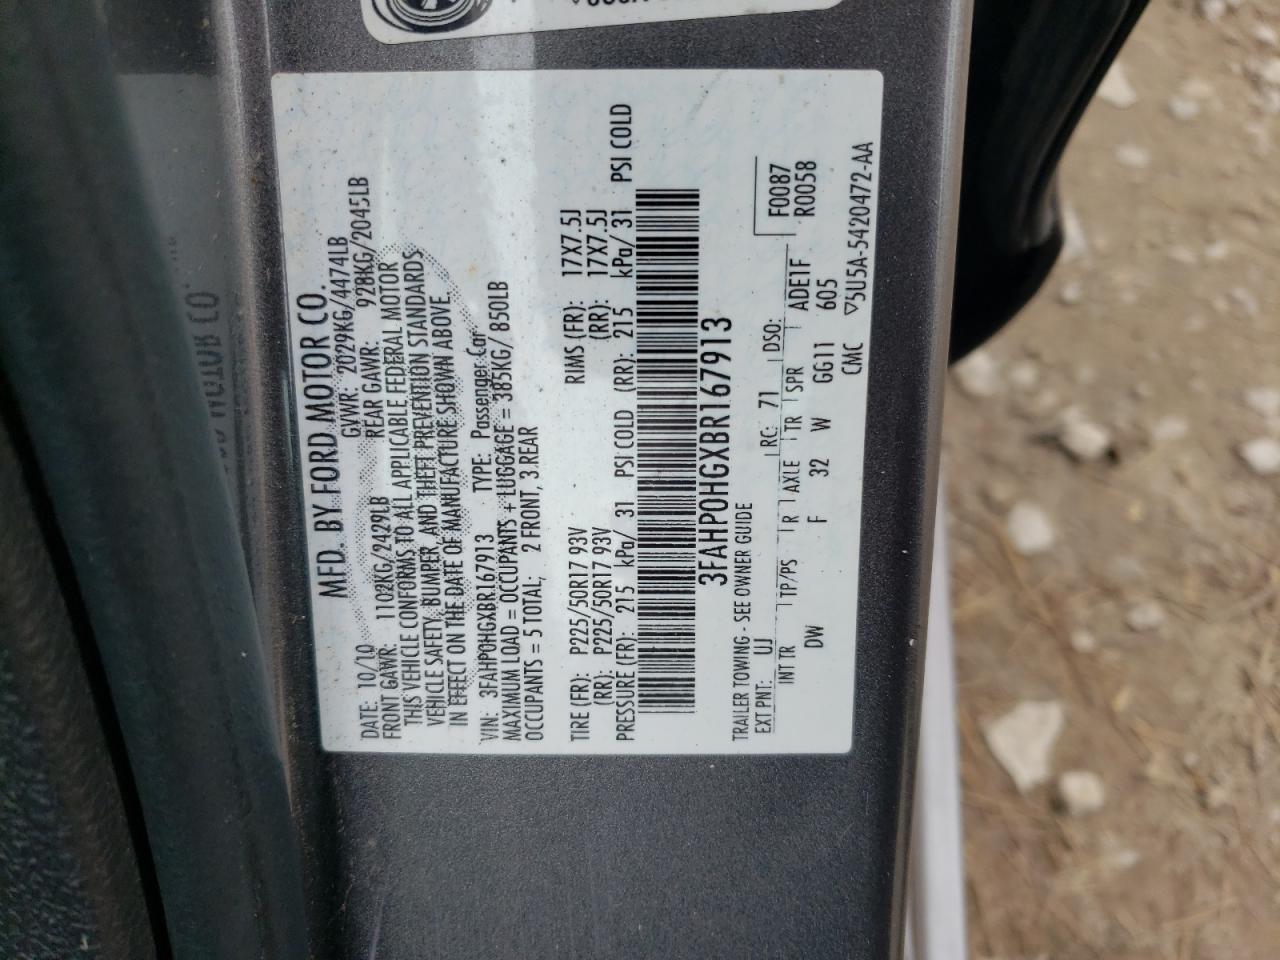 MFD. BY FORD MOTOR CO.
DATE: 10/10 GVWR: 2029KG/4474LB
FRONT GAWR: 1102KG/2429LB REAR GAWR: 928KG/2045LB
THIS VEHICLE CONFORMS TO ALL APPLICABLE FEDERAL MOTOR
VEHICLE SAFETY, BUMPER, AND THEFT PREVENTION STANDARDS
IN EFFECT ON THE DATE OF MANUFACTURE SHOWN ABOVE.
VIN: 3FAHP0HGXBR167913 TYPE: Passenger Car
MAXIMUM LOAD = OCCUPANTS + LUGGAGE = 385KG/ 850LB
OCCUPANTS = 5 TOTAL; 2 FRONT, 3 REAR
TIRE (FR): P225/50R17 93V RIMS (FR): 17X7.5J
(RR): P225/50R17 93V (RR): 17X7.5J
PRESSURE (FR): 215 kPa/ 31 PSI COLD (RR): 215 kPa/ 31 PSI COLD
3FAHP0HGXBR167913
TRAILER TOWING - SEE OWNER GUIDE
EXT PNT: UJ RC: 71 DSO: F0087
R0058
INT TR TP/PS R AXLE TR SPR ADE1F
DW F 32 W GG11 605
CMC ▽5U5A-5420472-AA